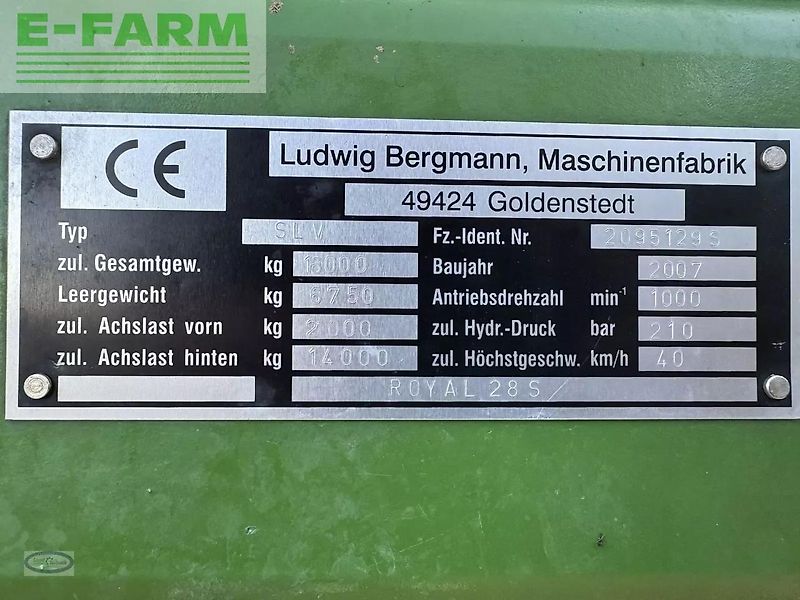 E-FARM
CE
Ludwig Bergmann, Maschinenfabrik
49424 Goldenstedt
Typ SLV
Fz.-Ident. Nr. 2095129S
zul. Gesamtgew. kg 16000
Baujahr 2007
Leergewicht kg 6750
Antriebsdrehzahl min⁻¹ 1000
zul. Achslast vorn kg 2000
zul. Hydr.-Druck bar 210
zul. Achslast hinten kg 14000
zul. Höchstgeschw. km/h 40
ROYAL 28 S